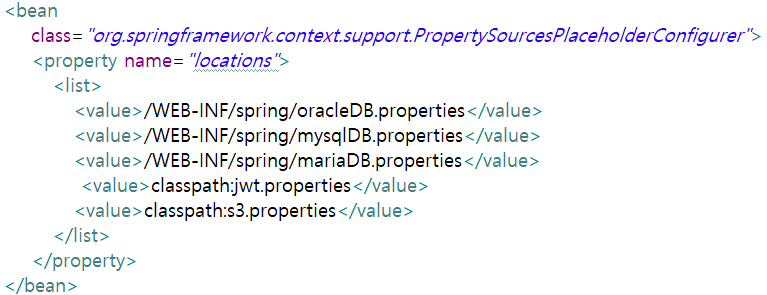 <bean
class="org.springframework.context.support.PropertySourcesPlaceholderConfigurer">
<property name="locations">
<list>
<value>/WEB-INF/spring/oracleDB.properties</value>
<value>/WEB-INF/spring/mysqlDB.properties</value>
<value>/WEB-INF/spring/mariaDB.properties</value>
<value>classpath:jwt.properties</value>
<value>classpath:s3.properties</value>
</list>
</property>
</bean>